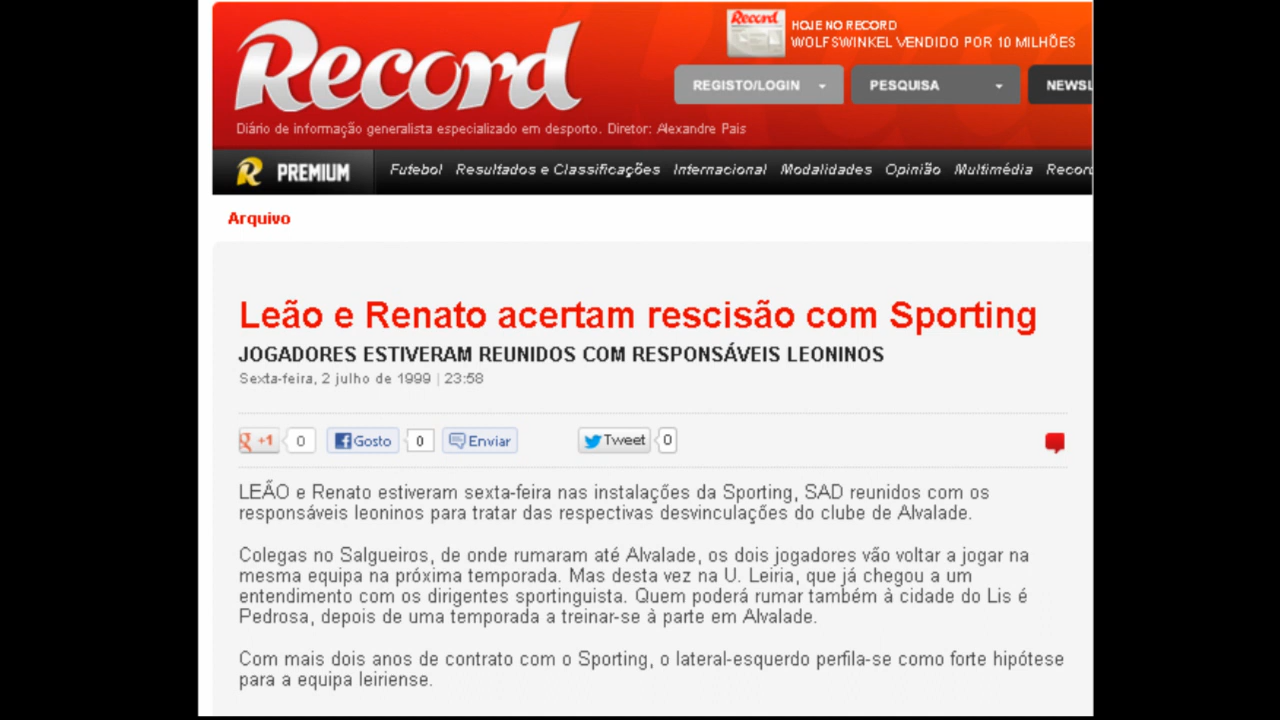 Record
HOJE NO RECORD
WOLFSWINKEL VENDIDO POR 10 MILHÕES
Record
REGISTO/LOGIN
PESQUISA
NEWSL
Diário de informação generalista especializado em desporto. Diretor: Alexandre Pais
R PREMIUM
Futebol Resultados e Classificações Internacional Modalidades Opinião Multimédia Record
Arquivo
Leão e Renato acertam rescisão com Sporting
JOGADORES ESTIVERAM REUNIDOS COM RESPONSÁVEIS LEONINOS
Sexta-feira, 2 julho de 1999 | 23:58
g +1 0 Gosto 0 Enviar Tweet 0
LEÃO e Renato estiveram sexta-feira nas instalações da Sporting, SAD reunidos com os
responsáveis leoninos para tratar das respectivas desvinculações do clube de Alvalade.
Colegas no Salgueiros, de onde rumaram até Alvalade, os dois jogadores vão voltar a jogar na
mesma equipa na próxima temporada. Mas desta vez na U. Leiria, que já chegou a um
entendimento com os dirigentes sportinguista. Quem poderá rumar também à cidade do Lis é
Pedrosa, depois de uma temporada a treinar-se à parte em Alvalade.
Com mais dois anos de contrato com o Sporting, o lateral-esquerdo perfila-se como forte hipótese
para a equipa leiriense.